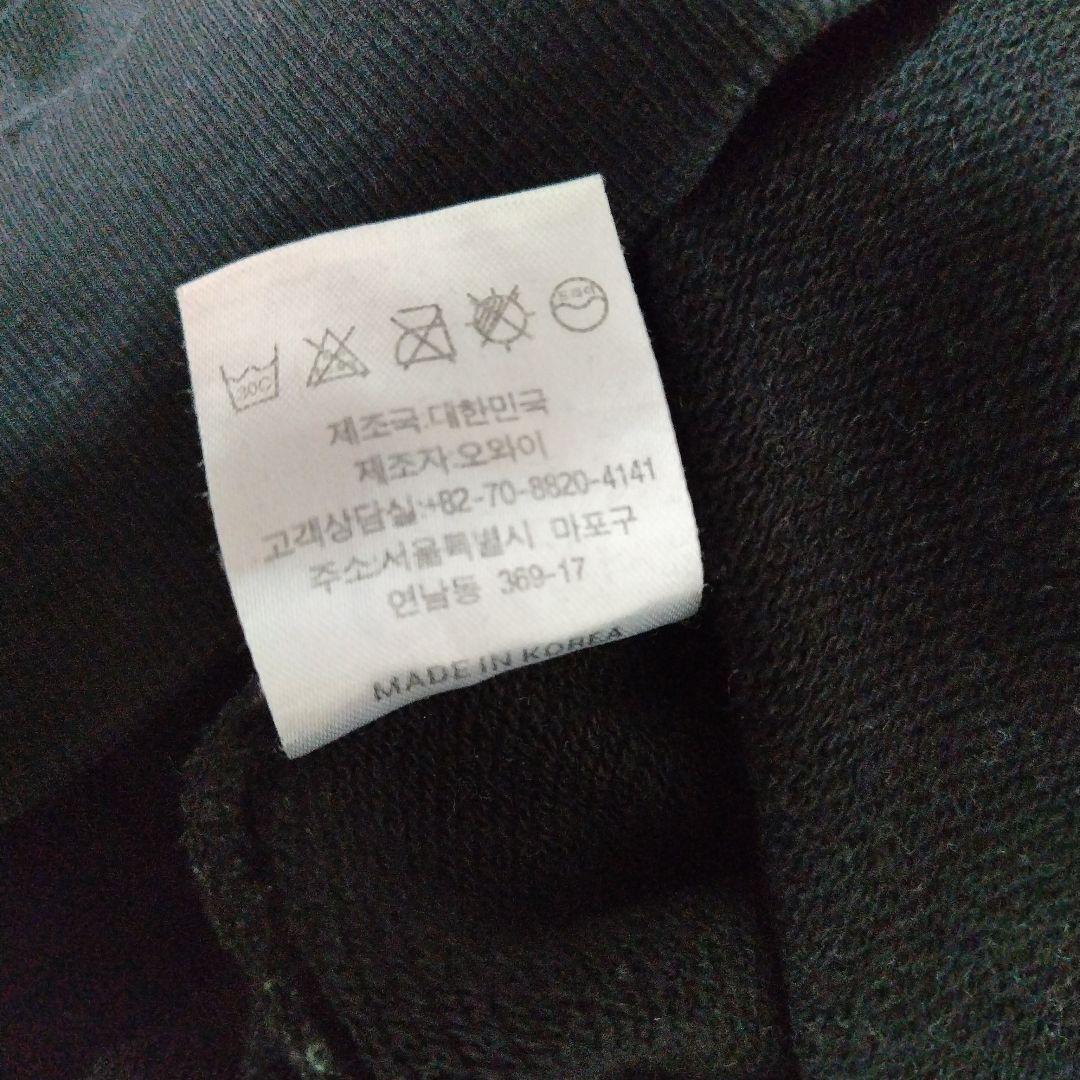 30C
제조국.대한민국
제조자:오와이
고객상담실:+82-70-8820-4141
주소:서울특별시 마포구
연남동 369-17
MADE IN KOREA